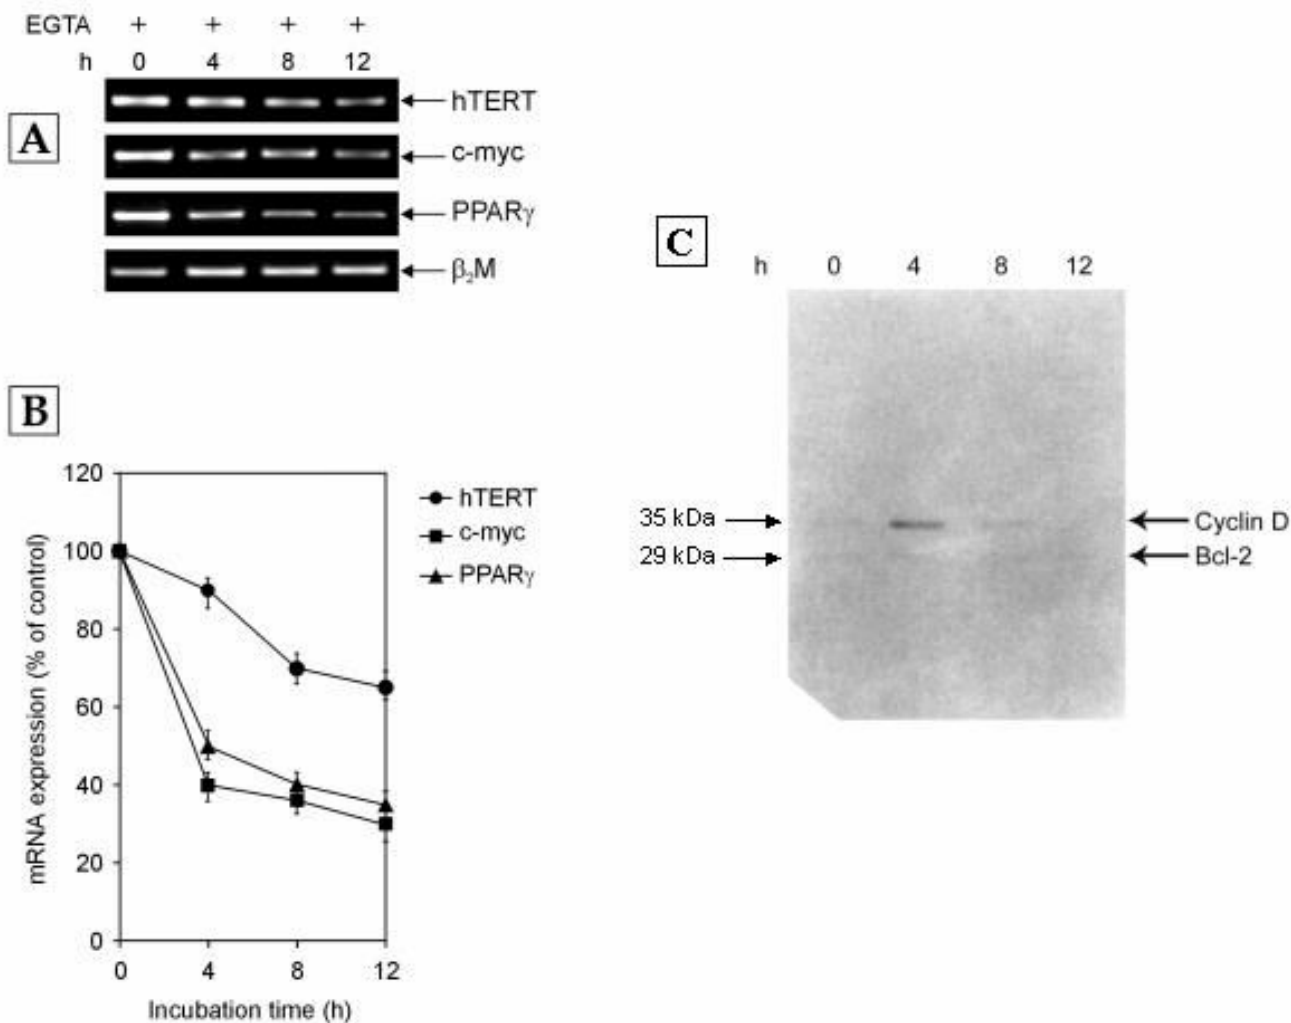 EGTA + + + +
h 0 4 8 12
A
hTERT
c-myc
PPARγ
β₂M
B
120
100
80
60
40
20
0
0 4 8 12
mRNA expression (% of control)
Incubation time (h)
hTERT
c-myc
PPARγ
C
h 0 4 8 12
35 kDa
29 kDa
Cyclin D
Bcl-2